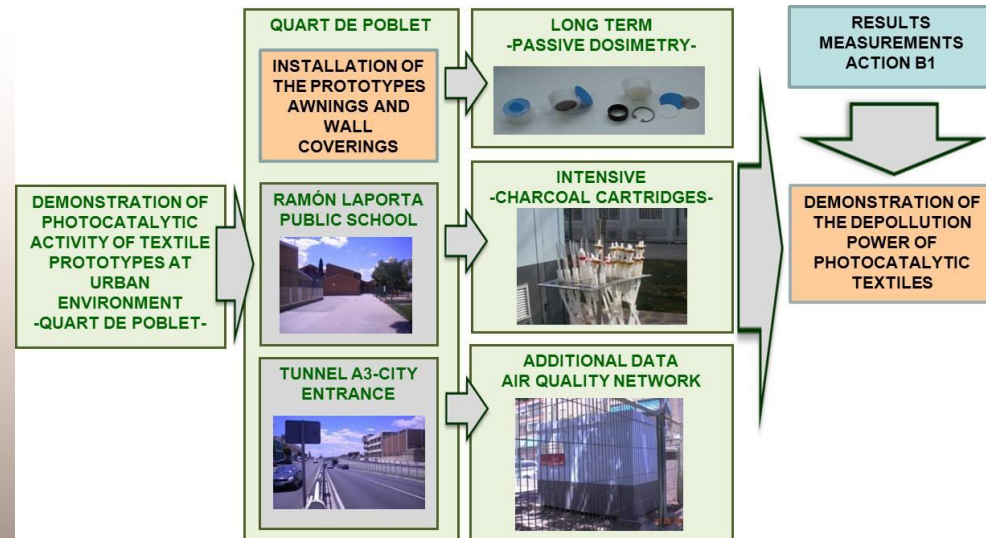 DEMONSTRATION OF
PHOTOCATALYTIC
ACTIVITY OF TEXTILE
PROTOTYPES AT
URBAN
ENVIRONMENT
-QUART DE POBLET-
QUART DE POBLET
INSTALLATION OF
THE PROTOTYPES
AWNINGS AND
WALL
COVERINGS
RAMÓN LAPORTA
PUBLIC SCHOOL
TUNNEL A3-CITY
ENTRANCE
LONG TERM
-PASSIVE DOSIMETRY-
INTENSIVE
-CHARCOAL CARTRIDGES-
ADDITIONAL DATA
AIR QUALITY NETWORK
RESULTS
MEASUREMENTS
ACTION B1
DEMONSTRATION OF
THE DEPOLLUTION
POWER OF
PHOTOCATALYTIC
TEXTILES